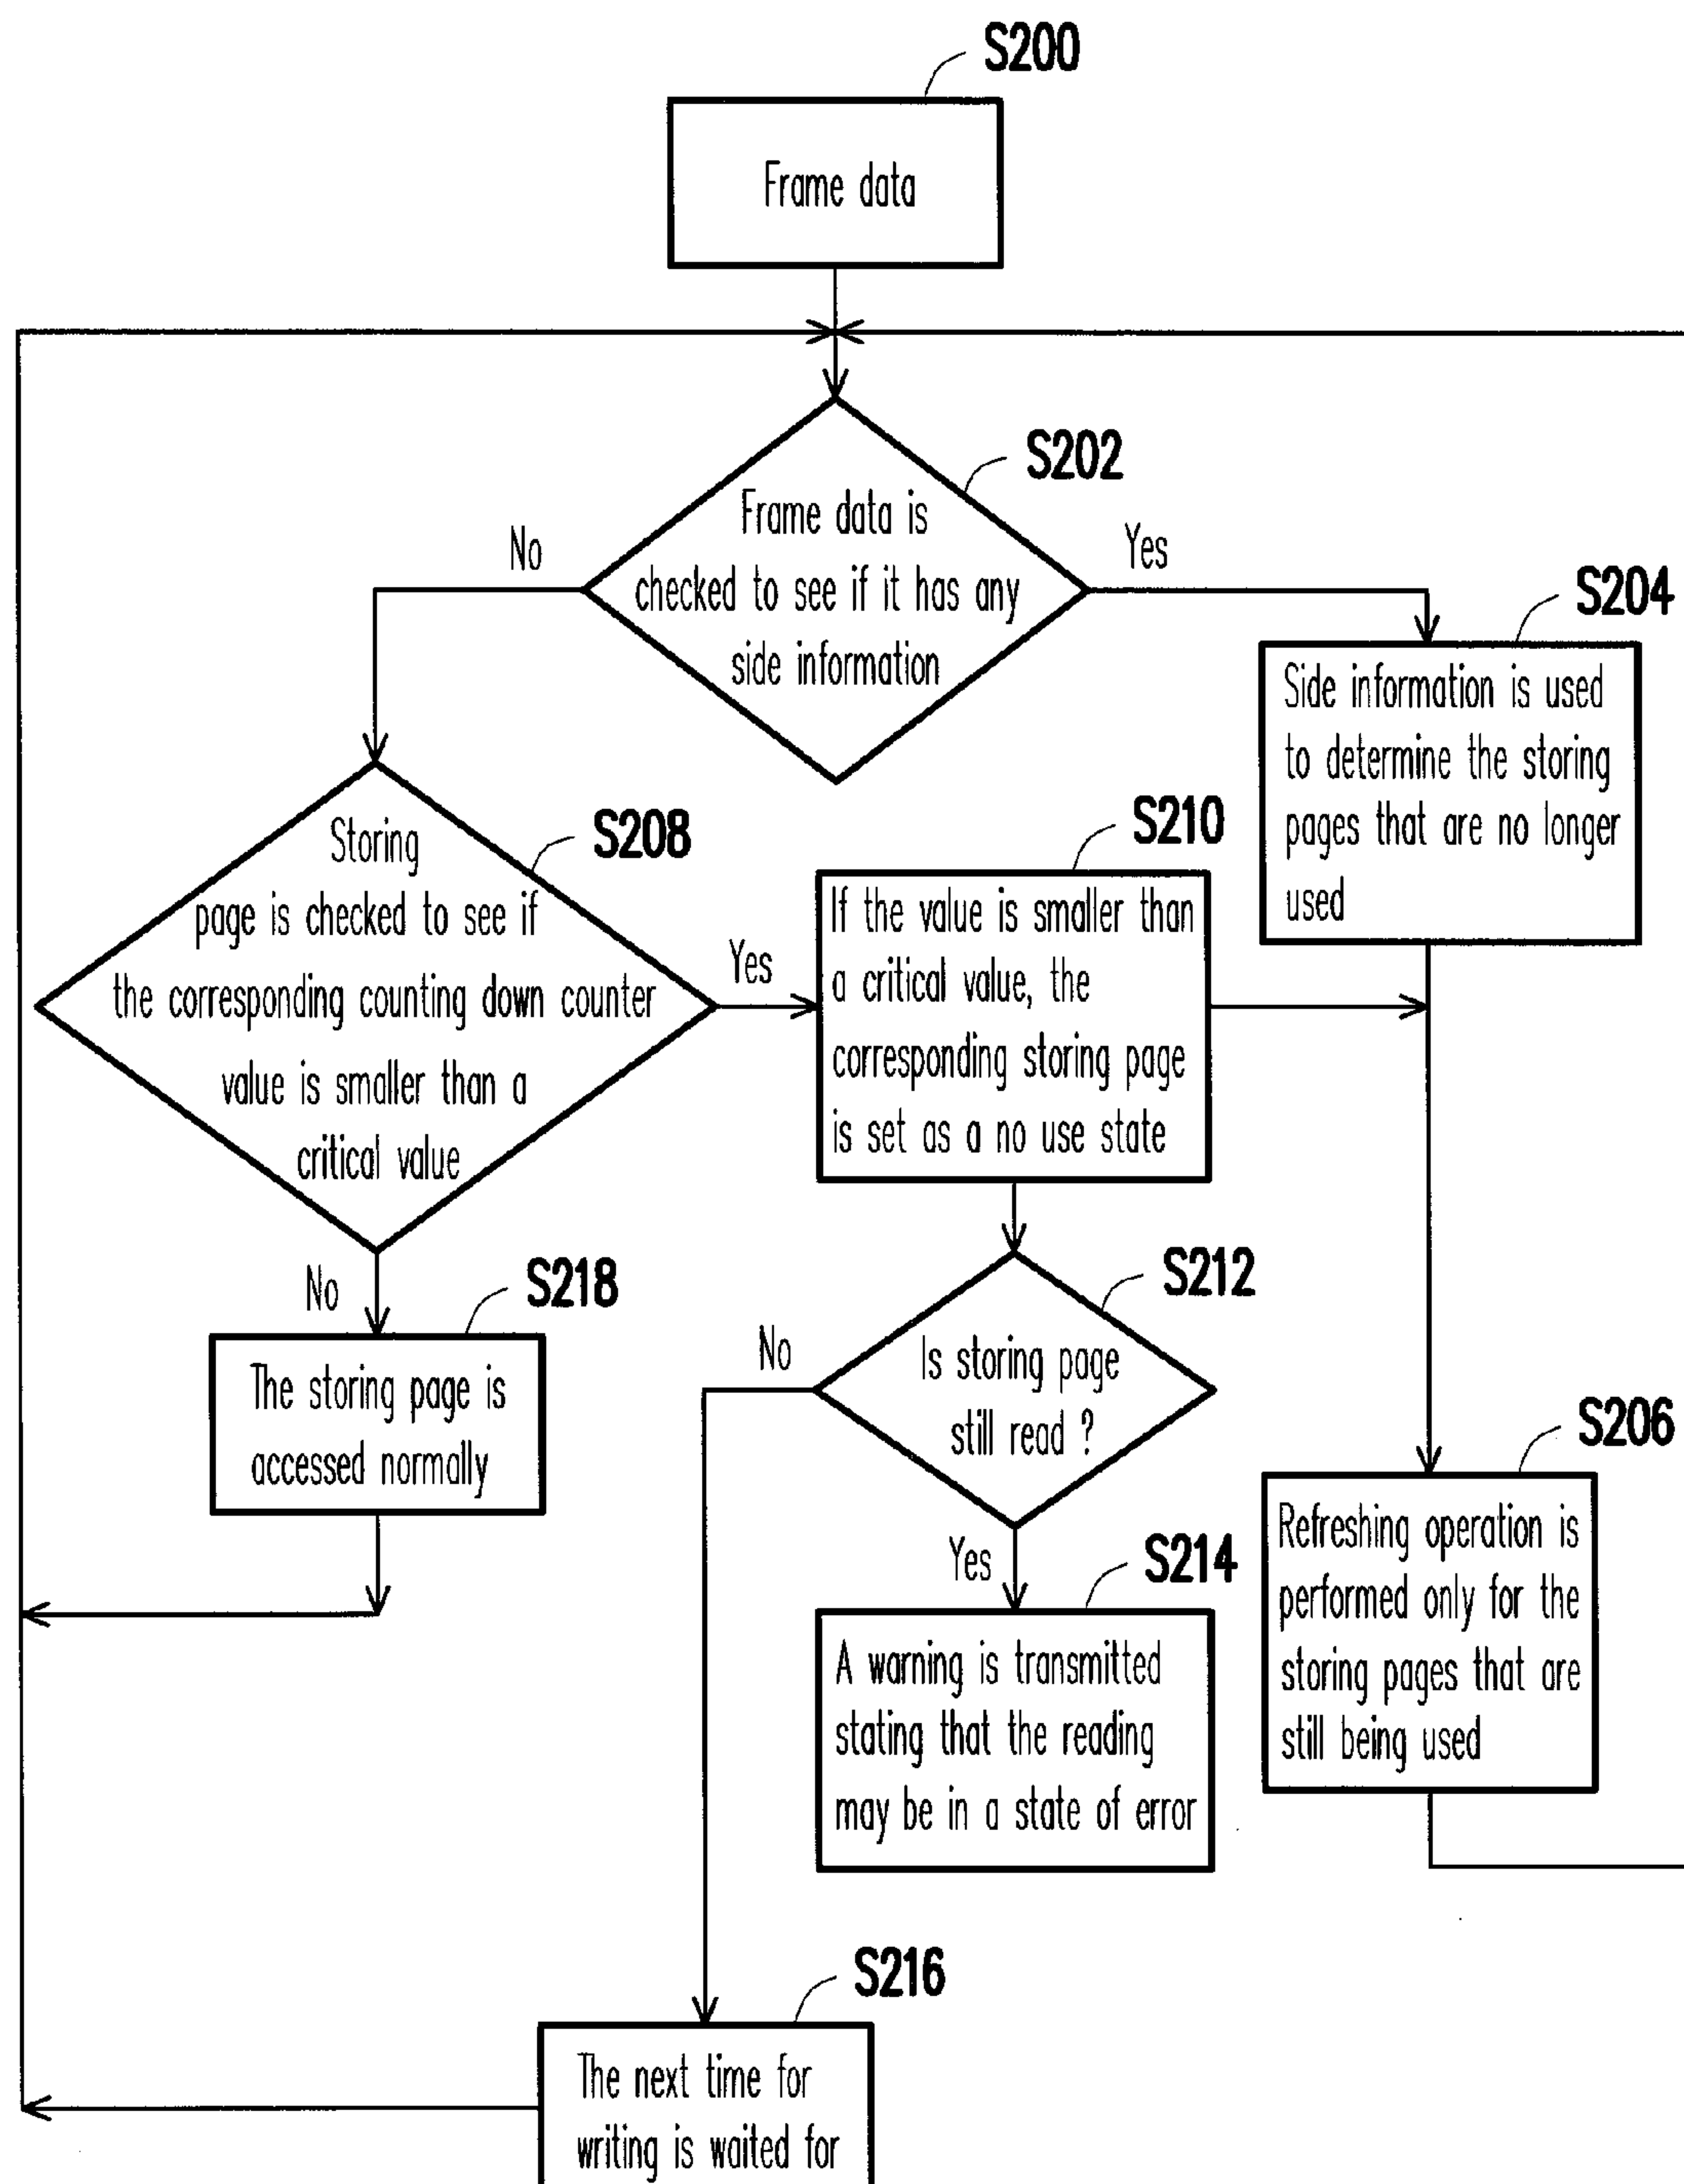 S200
Frame data
S202
Frame data is
checked to see if it has any
side information
No
Yes
S204
Side information is used
to determine the storing
pages that are no longer
used
S208
Storing
page is checked to see if
the corresponding counting down counter
value is smaller than a
critical value
Yes
S210
If the value is smaller than
a critical value, the
corresponding storing page
is set as a no use state
No
S218
The storing page is
accessed normally
S212
Is storing page
still read ?
No
Yes
S214
A warning is transmitted
stating that the reading
may be in a state of error
S206
Refreshing operation is
performed only for the
storing pages that are
still being used
S216
The next time for
writing is waited for